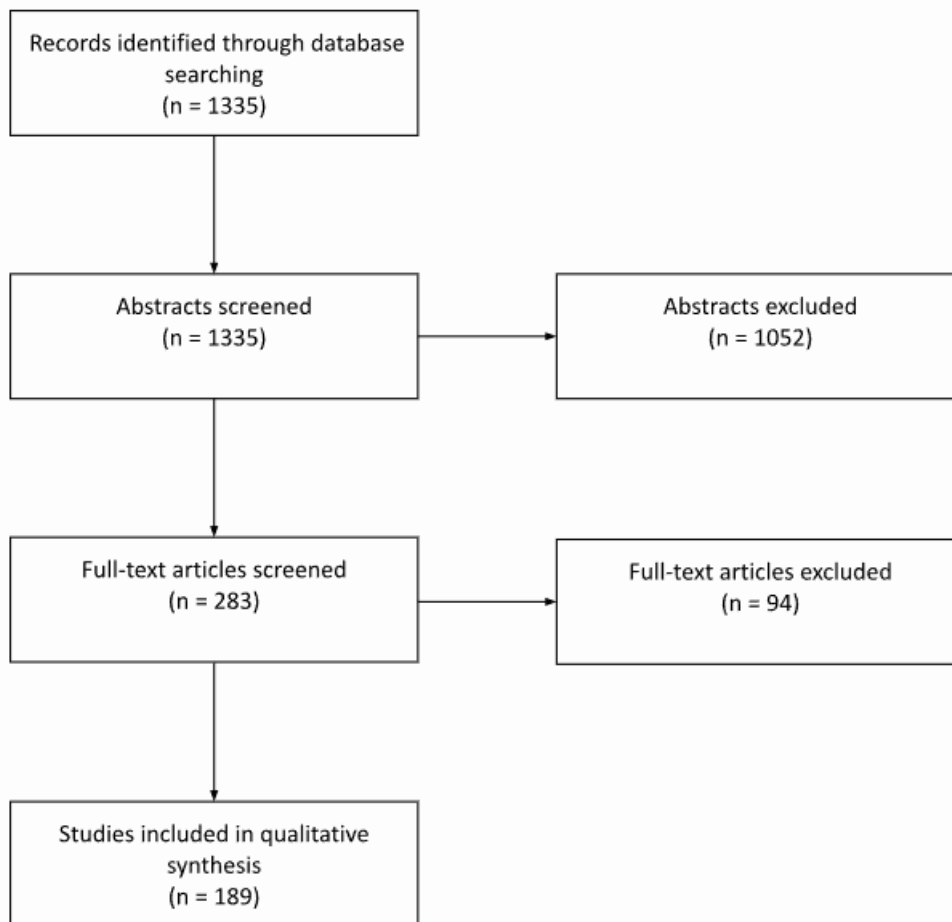 Records identified through database
searching
(n = 1335)
Abstracts screened
(n = 1335)
Abstracts excluded
(n = 1052)
Full-text articles screened
(n = 283)
Full-text articles excluded
(n = 94)
Studies included in qualitative
synthesis
(n = 189)